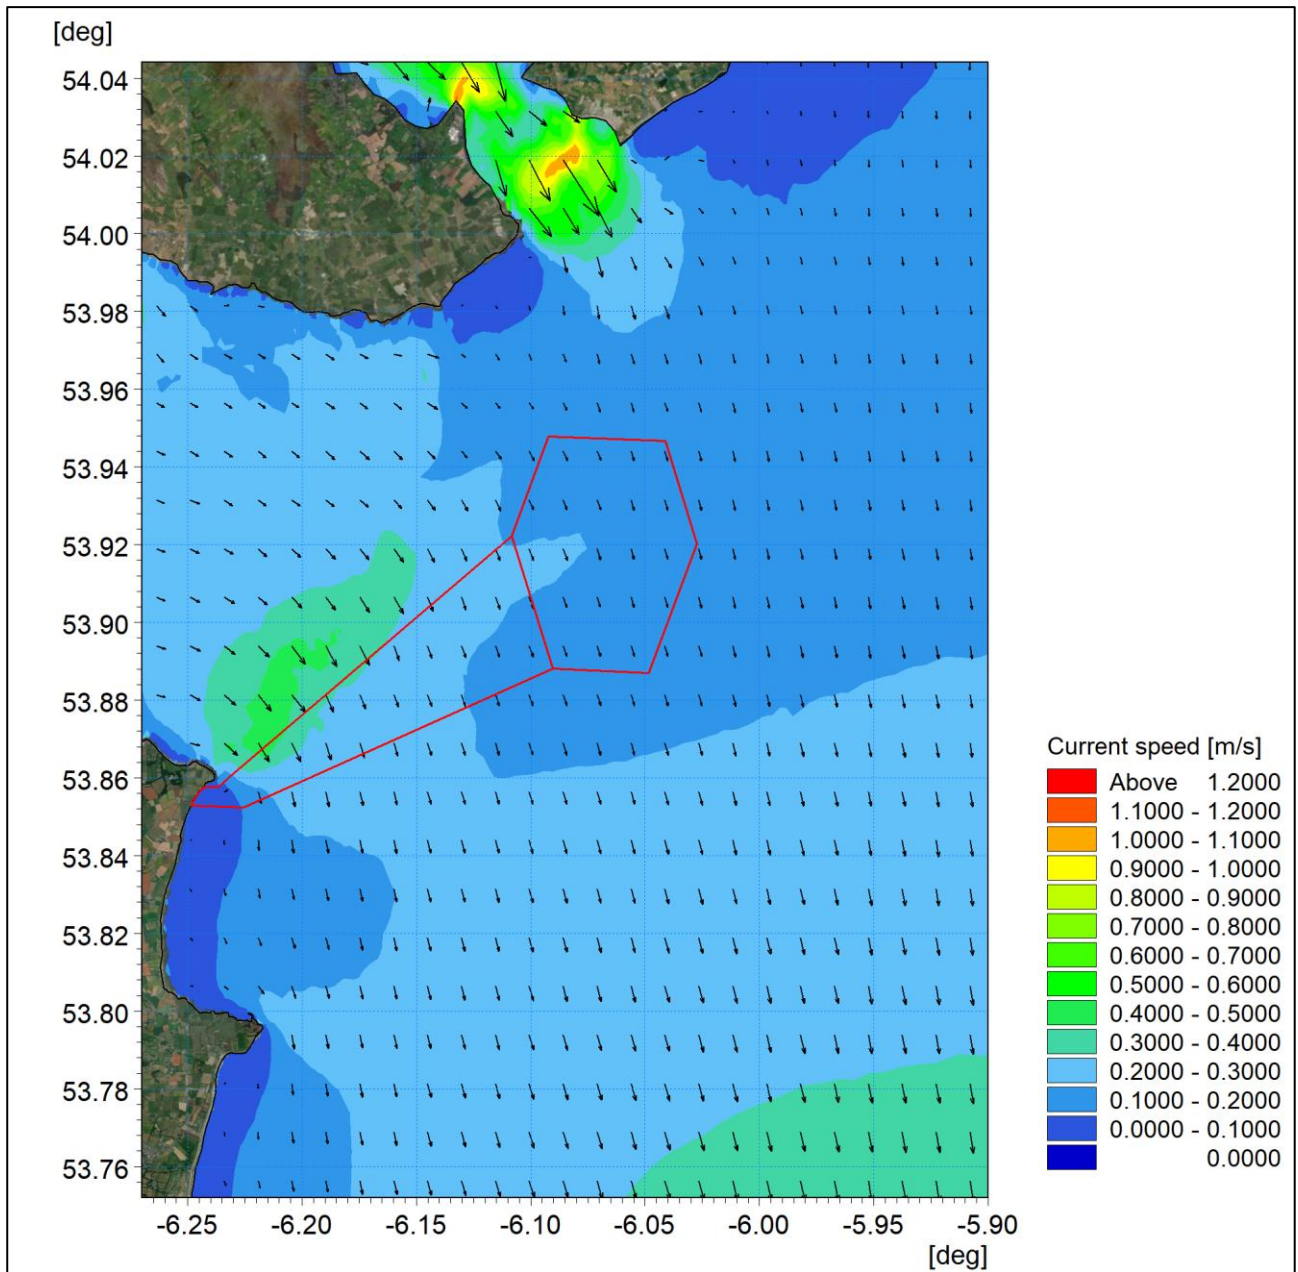 [deg]
54.04
54.02
54.00
53.98
53.96
53.94
53.92
53.90
53.88
53.86
53.84
53.82
53.80
53.78
53.76
-6.25 -6.20 -6.15 -6.10 -6.05 -6.00 -5.95 -5.90
[deg]
Current speed [m/s]
Above 1.2000
1.1000 - 1.2000
1.0000 - 1.1000
0.9000 - 1.0000
0.8000 - 0.9000
0.7000 - 0.8000
0.6000 - 0.7000
0.5000 - 0.6000
0.4000 - 0.5000
0.3000 - 0.4000
0.2000 - 0.3000
0.1000 - 0.2000
0.0000 - 0.1000
0.0000